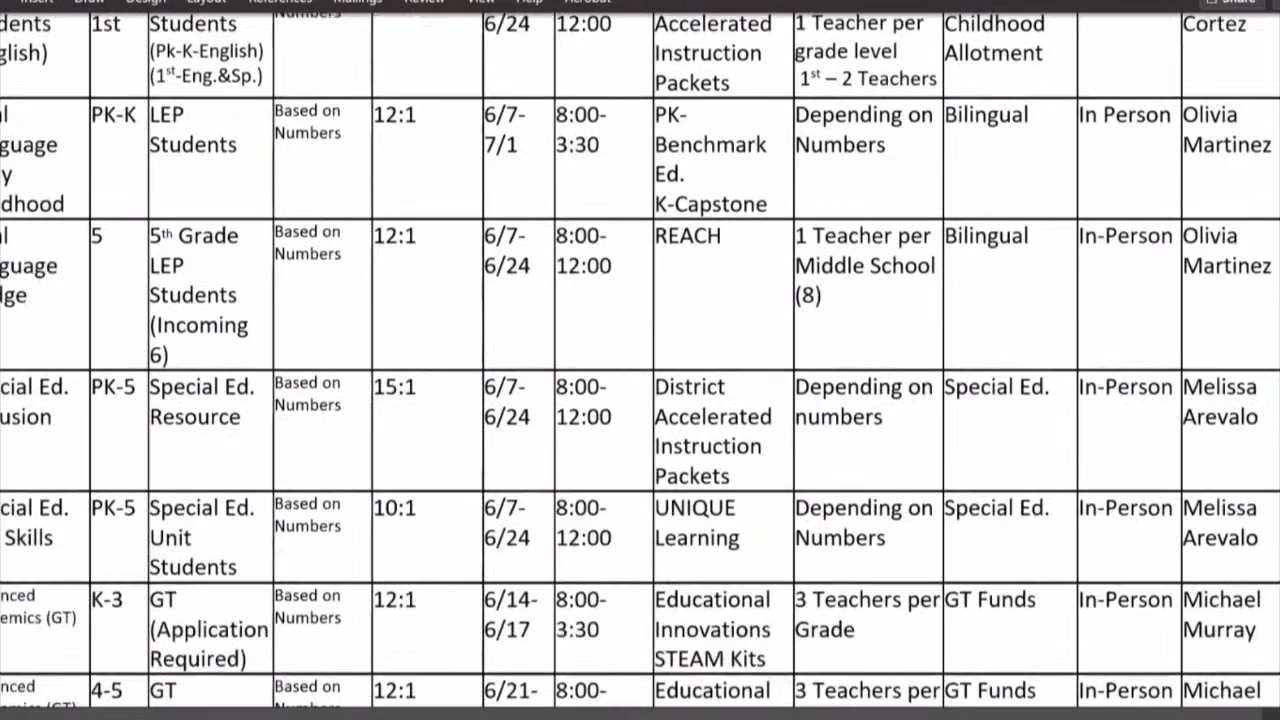 dents
glish)
1st
Students
(Pk-K-English)
(1st-Eng.&Sp.)
6/24
12:00
Accelerated
Instruction
Packets
1 Teacher per
grade level
1st – 2 Teachers
Childhood
Allotment
Cortez
guage
y
dhood
PK-K
LEP
Students
Based on
Numbers
12:1
6/7-
7/1
8:00-
3:30
PK-
Benchmark
Ed.
K-Capstone
Depending on
Numbers
Bilingual
In Person
Olivia
Martinez
guage
dge
5
5th Grade
LEP
Students
(Incoming
6)
Based on
Numbers
12:1
6/7-
6/24
8:00-
12:00
REACH
1 Teacher per
Middle School
(8)
Bilingual
In-Person
Olivia
Martinez
cial Ed.
usion
PK-5
Special Ed.
Resource
Based on
Numbers
15:1
6/7-
6/24
8:00-
12:00
District
Accelerated
Instruction
Packets
Depending on
numbers
Special Ed.
In-Person
Melissa
Arevalo
cial Ed.
Skills
PK-5
Special Ed.
Unit
Students
Based on
Numbers
10:1
6/7-
6/24
8:00-
12:00
UNIQUE
Learning
Depending on
Numbers
Special Ed.
In-Person
Melissa
Arevalo
nced
emics (GT)
K-3
GT
(Application
Required)
Based on
Numbers
12:1
6/14-
6/17
8:00-
3:30
Educational
Innovations
STEAM Kits
3 Teachers per
Grade
GT Funds
In-Person
Michael
Murray
nced
4-5
GT
Based on
12:1
6/21-
8:00-
Educational
3 Teachers per
GT Funds
In-Person
Michael